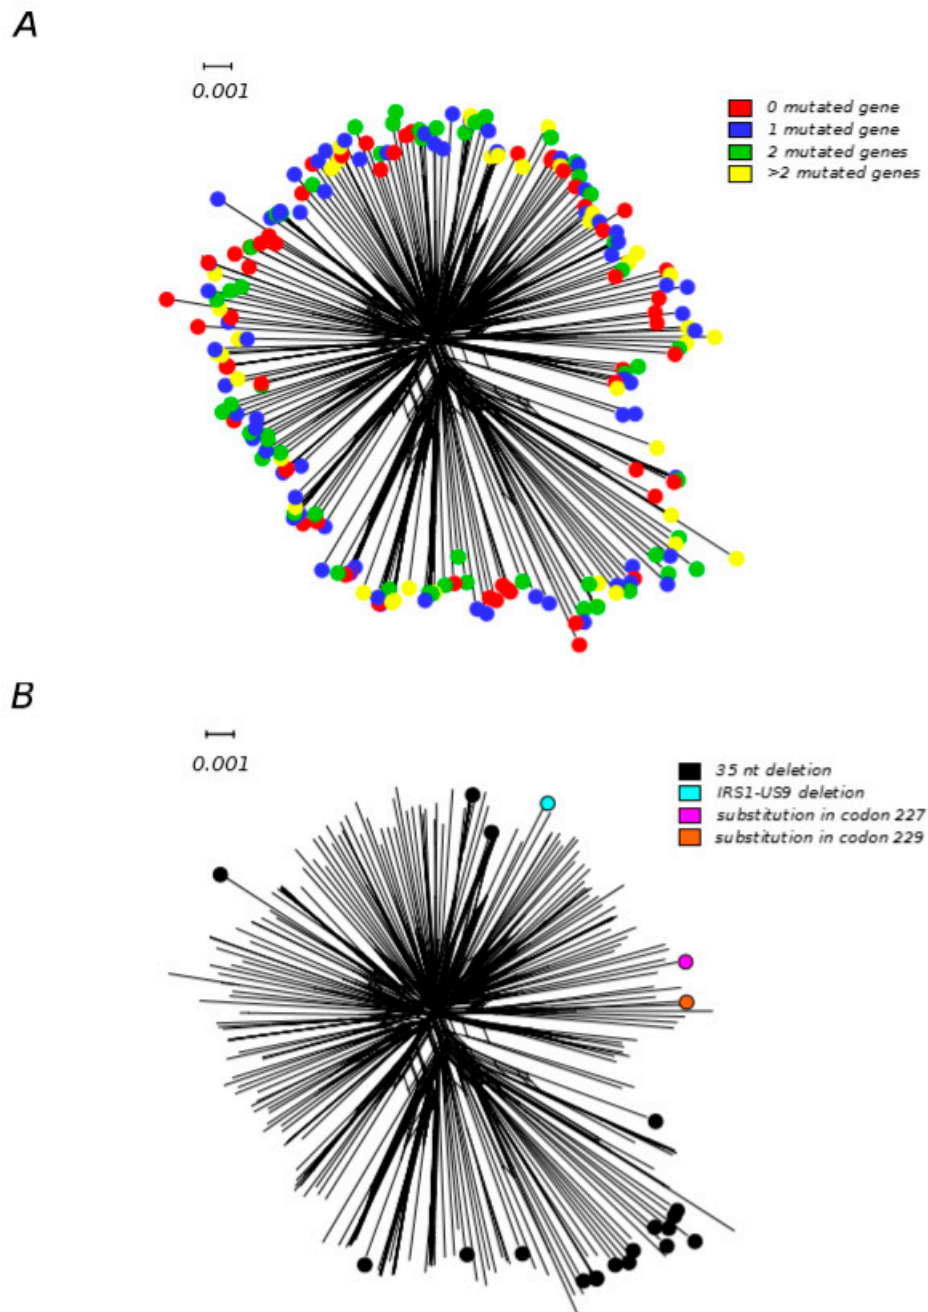 A
0.001
0 mutated gene
1 mutated gene
2 mutated genes
>2 mutated genes
B
0.001
35 nt deletion
IRS1-US9 deletion
substitution in codon 227
substitution in codon 229